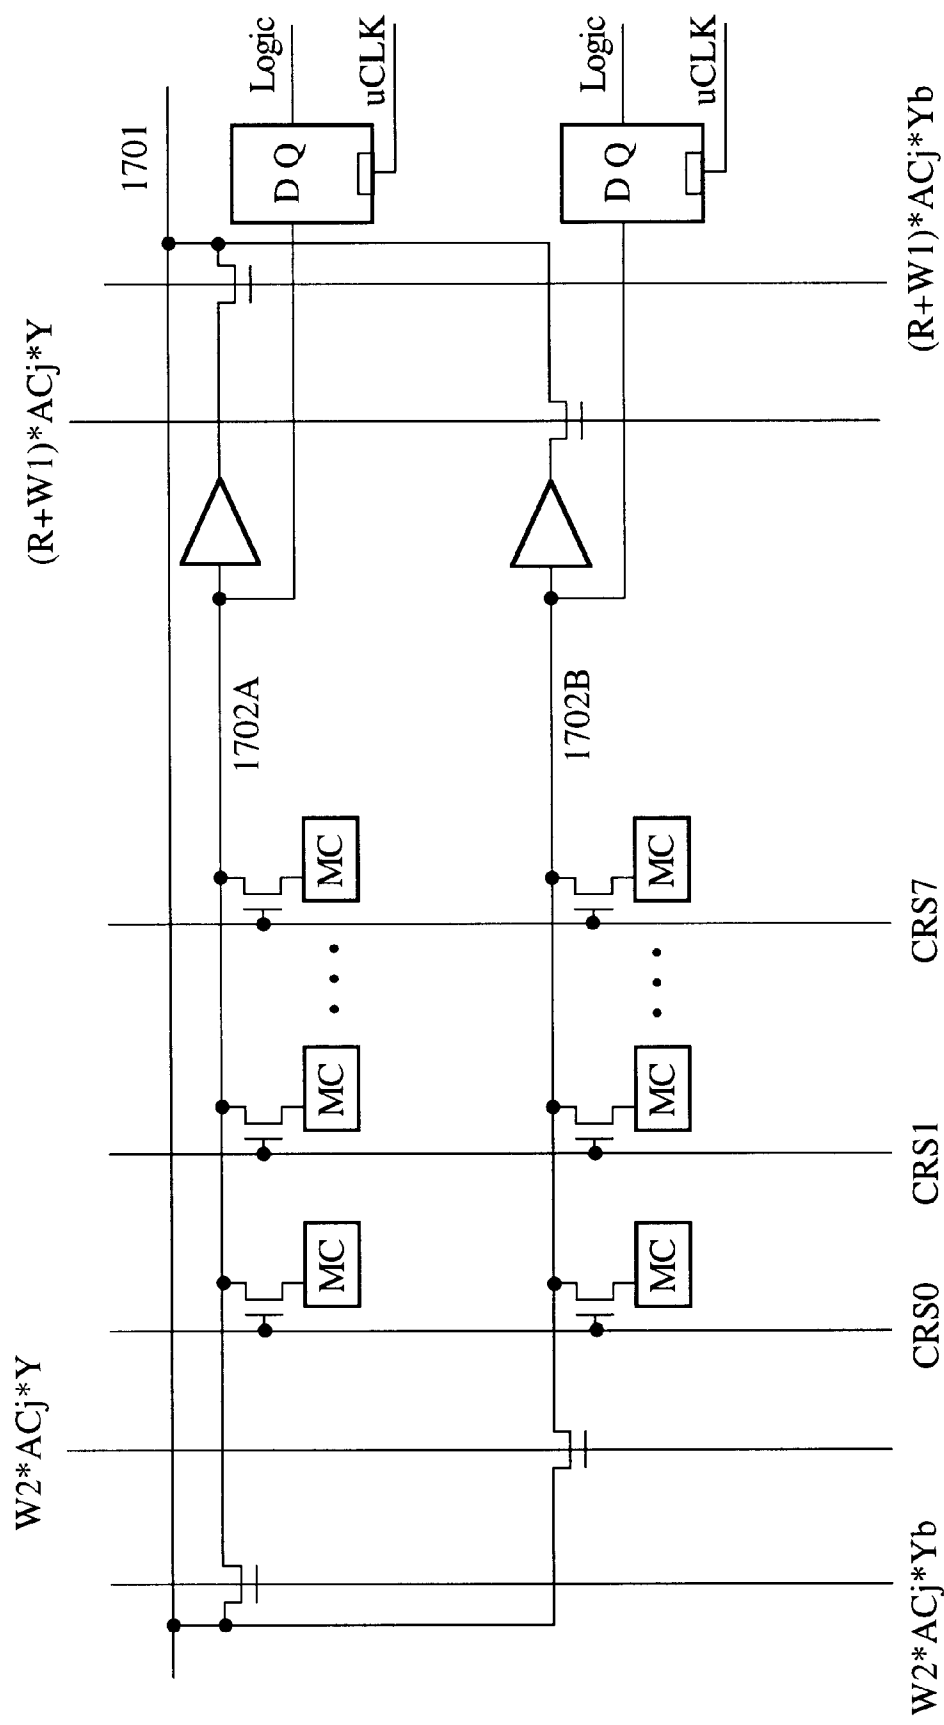 W2*ACj*Y
(R+W1)*ACj*Y
1701
Logic
uCLK
D Q
1702A
MC
MC
MC
Logic
uCLK
D Q
1702B
MC
MC
MC
W2*ACj*Yb
CRS0
CRS1
CRS7
(R+W1)*ACj*Yb